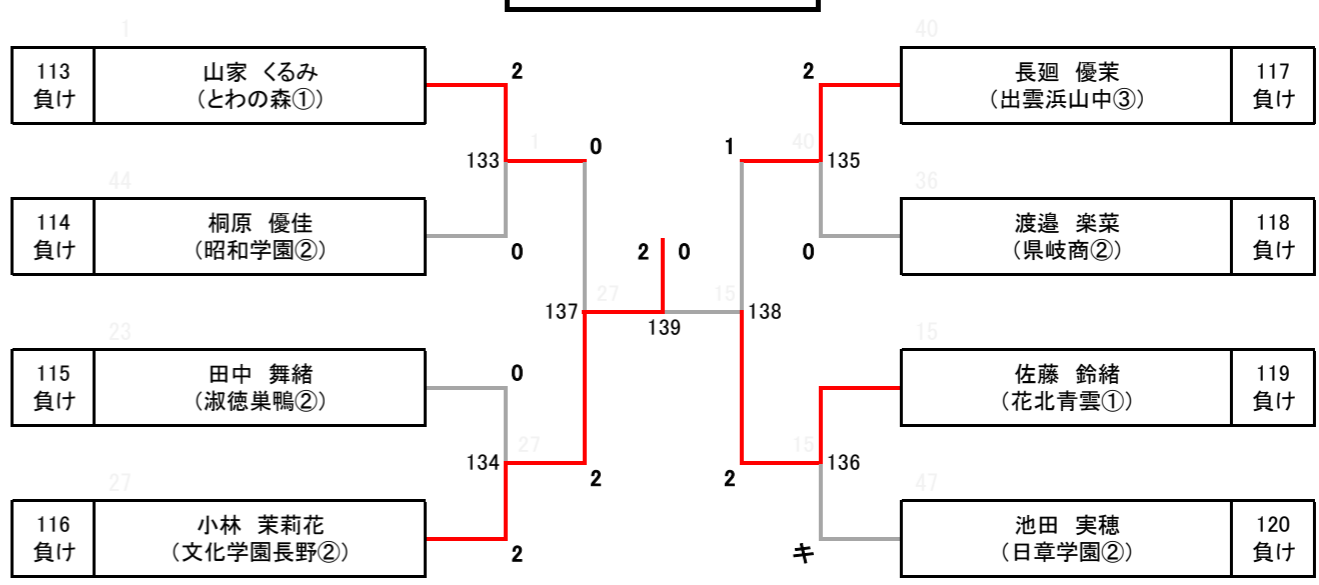 1
40
113
負け
山家 くるみ
(とわの森①)
2
2
長廻 優茉
(出雲浜山中③)
117
負け
133
1
0
1
40
135
44
36
114
負け
桐原 優佳
(昭和学園②)
0
0
渡邉 楽菜
(県岐商②)
118
負け
2
0
137
27
139
15
138
23
15
115
負け
田中 舞緒
(淑徳巣鴨②)
0
佐藤 鈴緒
(花北青雲①)
119
負け
134
27
2
2
15
136
27
47
116
負け
小林 茉莉花
(文化学園長野②)
2
キ
池田 実穂
(日章学園②)
120
負け